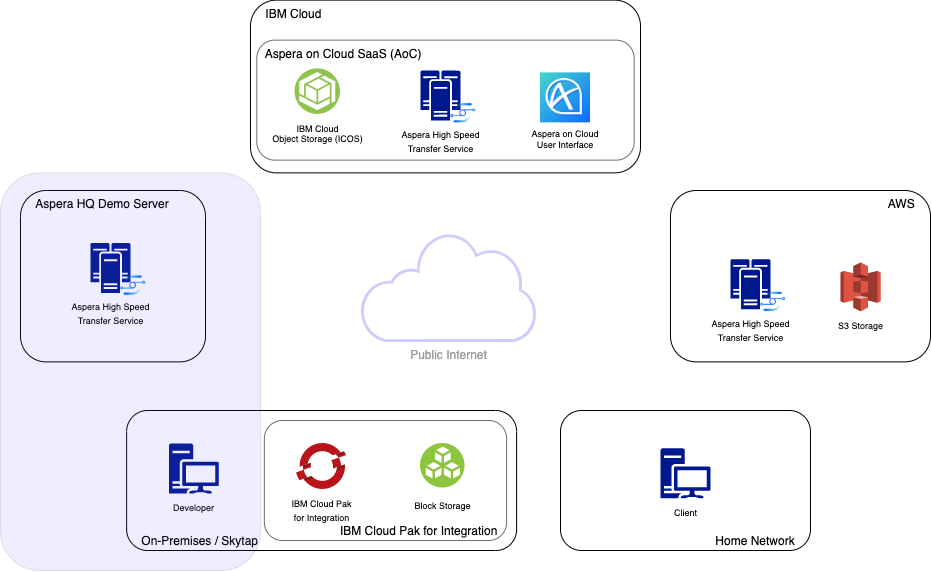 IBM Cloud
Aspera on Cloud SaaS (AoC)
IBM Cloud
Object Storage (ICOS)
Aspera High Speed
Transfer Service
Aspera on Cloud
User Interface
Aspera HQ Demo Server
Aspera High Speed
Transfer Service
Public Internet
AWS
Aspera High Speed
Transfer Service
S3 Storage
Developer
On-Premises / Skytap
IBM Cloud Pak
for Integration
Block Storage
IBM Cloud Pak for Integration
Client
Home Network